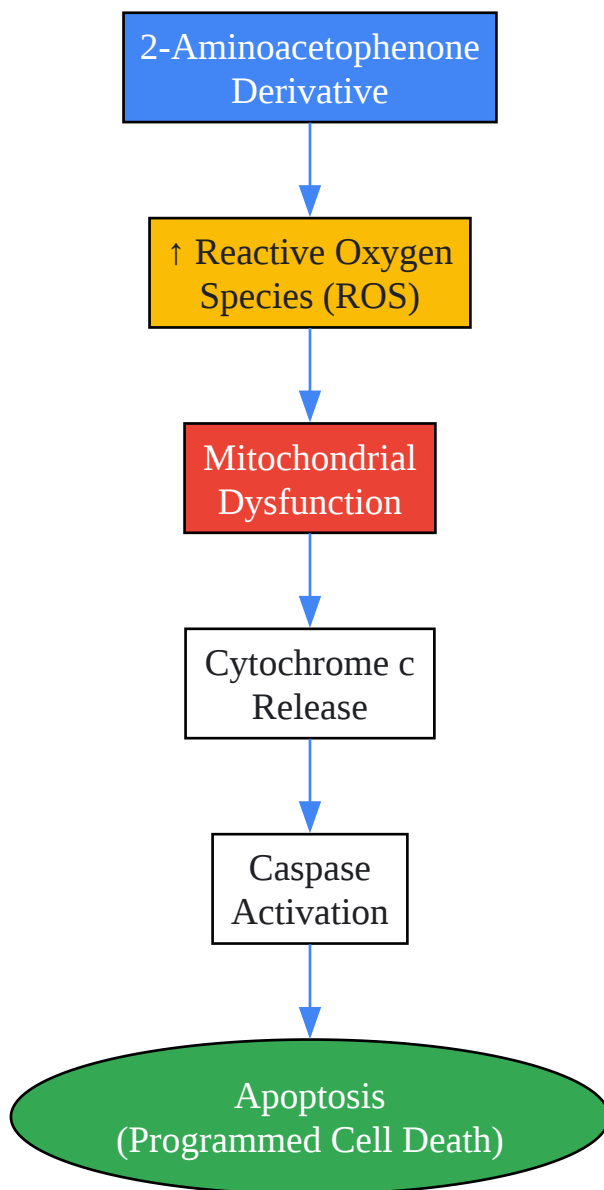 2-Aminoacetophenone
Derivative
↑ Reactive Oxygen
Species (ROS)
Mitochondrial
Dysfunction
Cytochrome c
Release
Caspase
Activation
Apoptosis
(Programmed Cell Death)